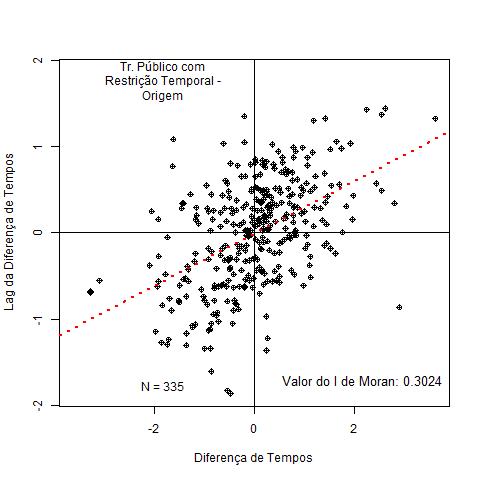 Tr. Público com
Restrição Temporal -
Origem
2
1
0
-1
-2
Lag da Diferença de Tempos
N = 335
Valor do I de Moran: 0.3024
-2
0
2
Diferença de Tempos